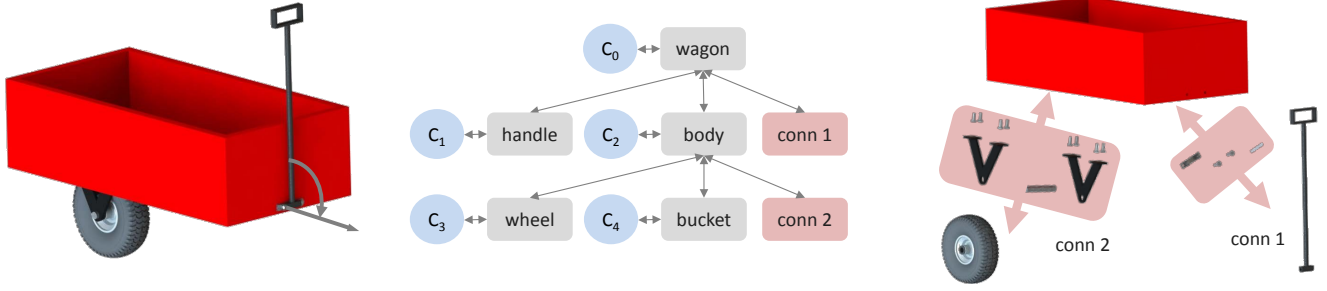 C0 wagon
C1 handle C2 body conn 1
C3 wheel C4 bucket conn 2
conn 2 conn 1